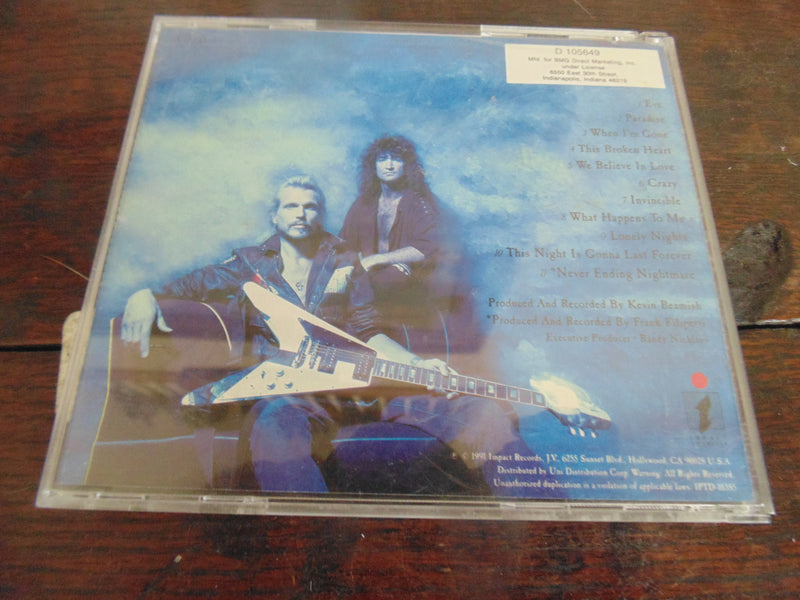 D 105649
Mfd. for BMG Direct Marketing, Inc.
under License
6550 East 30th Street,
Indianapolis, Indiana 46219
1 Eve
2 Paradise
3 When I'm Gone
4 This Broken Heart
5 We Believe In Love
6 Crazy
7 Invincible
8 What Happens To Me
9 Lonely Nights
10 This Night Is Gonna Last Forever
11 *Never Ending Nightmare
Produced And Recorded By Kevin Beamish
*Produced And Recorded By Frank Filipetti
Executive Producer: Randy Nicklaus
℗ © 1991 Impact Records, J.V., 6255 Sunset Blvd., Hollywood, CA 90028 U.S.A.
Distributed by Uni Distribution Corp. Warning: All Rights Reserved.
Unauthorized duplication is a violation of applicable laws. IPTD-10385